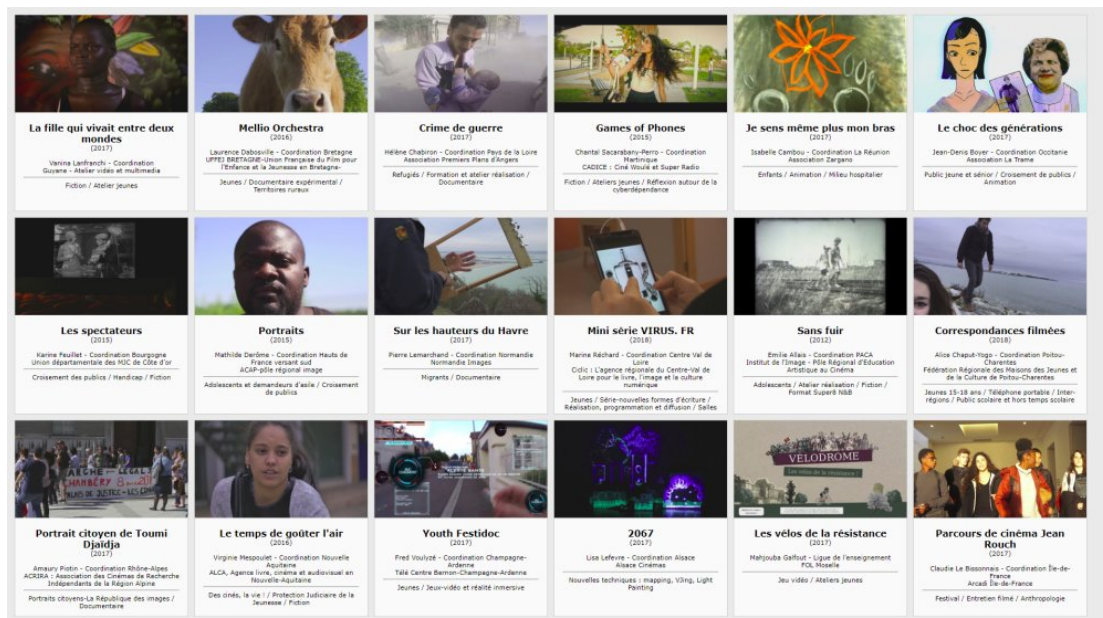 La fille qui vivait entre deux
mondes
(2017)
Vanina Lanfranchi - Coordination
Guyane - Atelier vidéo et multimedia
Fiction / Atelier jeunes
Mellio Orchestra
(2016)
Laurence Dabosville - Coordination Bretagne
UFFEJ BRETAGNE-Union Française du Film pour
l'Enfance et la Jeunesse en Bretagne-
Jeunes / Documentaire expérimental /
Territoires ruraux
Crime de guerre
(2017)
Hélène Chabiron - Coordination Pays de la Loire
Association Premiers Plans d'Angers
Refugiés / Formation et atelier réalisation /
Documentaire
Games of Phones
(2015)
Chantal Sacarabany-Perro - Coordination
Martinique
CADICE : Ciné Woulé et Super Radio
Fiction / Ateliers jeunes / Réflexion autour de la
cyberdépendance
Je sens même plus mon bras
(2017)
Isabelle Cambou - Coordination La Réunion
Association Zargano
Enfants / Animation / Milieu hospitalier
Le choc des générations
(2017)
Jean-Denis Boyer - Coordination Occitanie
Association La Trame
Public jeune et sénior / Croisement de publics /
Animation
Les spectateurs
(2015)
Karine Feuillet - Coordination Bourgogne
Union départementale des MJC de Côte d'or
Croisement des publics / Handicap / Fiction
Portraits
(2015)
Mathilde Derôme - Coordination Hauts de
France versant sud
ACAP-pôle régional image
Adolescents et demandeurs d'asile / Croisement
de publics
Sur les hauteurs du Havre
(2017)
Pierre Lemarchand - Coordination Normandie
Normandie Images
Migrants / Documentaire
Mini série VIRUS. FR
(2018)
Marine Réchard - Coordination Centre Val de
Loire
Ciclic : L'agence régionale du Centre-Val de
Loire pour le livre, l'image et la culture
numérique
Jeunes / Série-nouvelles formes d'écriture /
Réalisation, programmation et diffusion / Salles
Sans fuir
(2012)
Emilie Allais - Coordination PACA
Institut de l'Image - Pôle Régional d'Education
Artistique au Cinéma
Adolescents / Atelier réalisation / Fiction /
Format Super8 N&B
Correspondances filmées
(2018)
Alice Chaput-Yogo - Coordination Poitou-
Charentes
Fédération Régionale des Maisons des Jeunes et
de la Culture de Poitou-Charentes
Jeunes 15-18 ans / Téléphone portable / Inter-
régions / Public scolaire et hors temps scolaire
Portrait citoyen de Toumi
Djaïdja
(2017)
Amaury Piotin - Coordination Rhône-Alpes
ACRIRA : Association des Cinémas de Recherche
Indépendants de la Région Alpine
Portraits citoyens-La République des images /
Documentaire
Le temps de goûter l'air
(2016)
Virginie Mespoulet - Coordination Nouvelle
Aquitaine
ALCA, Agence livre, cinéma et audiovisuel en
Nouvelle-Aquitaine
Des cinés, la vie ! / Protection Judiciaire de la
Jeunesse / Fiction
Youth Festidoc
(2017)
Fred Voulyzé - Coordination Champagne-
Ardenne
Télé Centre Bernon-Champagne-Ardenne
Jeunes / Jeux-vidéo et réalité immersive
2067
(2017)
Lisa Lefevre - Coordination Alsace
Alsace Cinémas
Nouvelles techniques : mapping, VJing, Light
Painting
VELODROME
Les vélos de la résistance !
Les vélos de la résistance
(2017)
Mahjouba Galfout - Ligue de l'enseignement
FOL Moselle
Jeu vidéo / Ateliers jeunes
Parcours de cinéma Jean
Rouch
(2017)
Claudie Le Bissonnais - Coordination Île-de-
France
Arcadi Île-de-France
Festival / Entretien filmé / Anthropologie